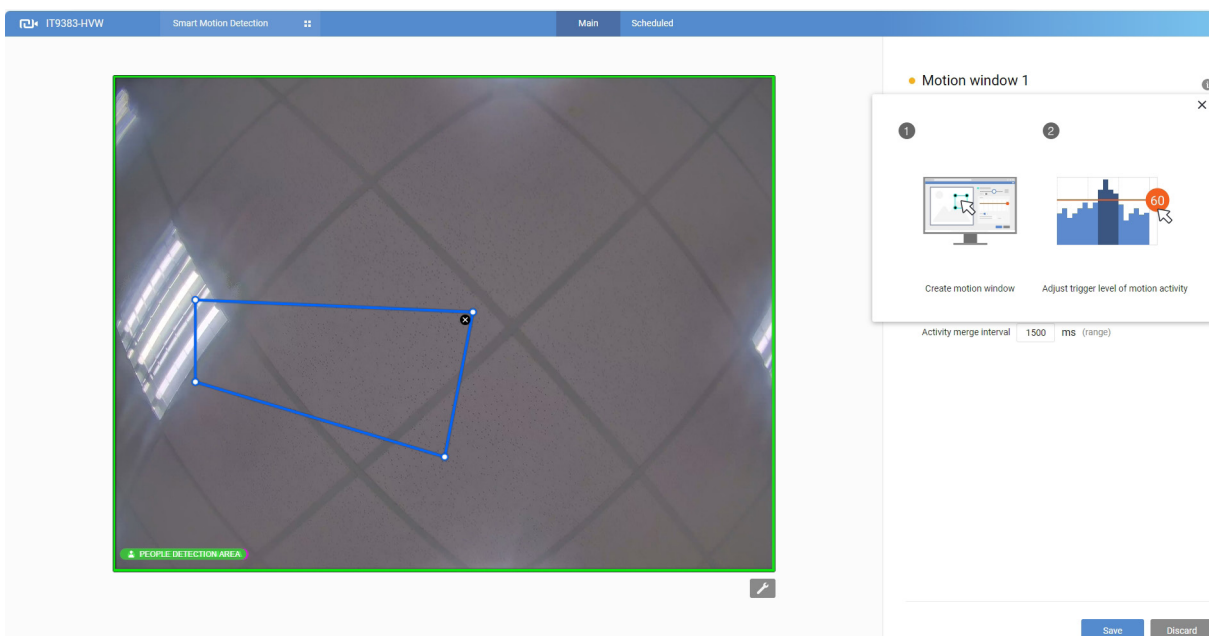 IT9383-HVW
Smart Motion Detection
Main
Scheduled
Motion window 1
1
2
60
Create motion window
Adjust trigger level of motion activity
Activity merge interval 1500 ms (range)
PEOPLE DETECTION AREA
Save
Discard